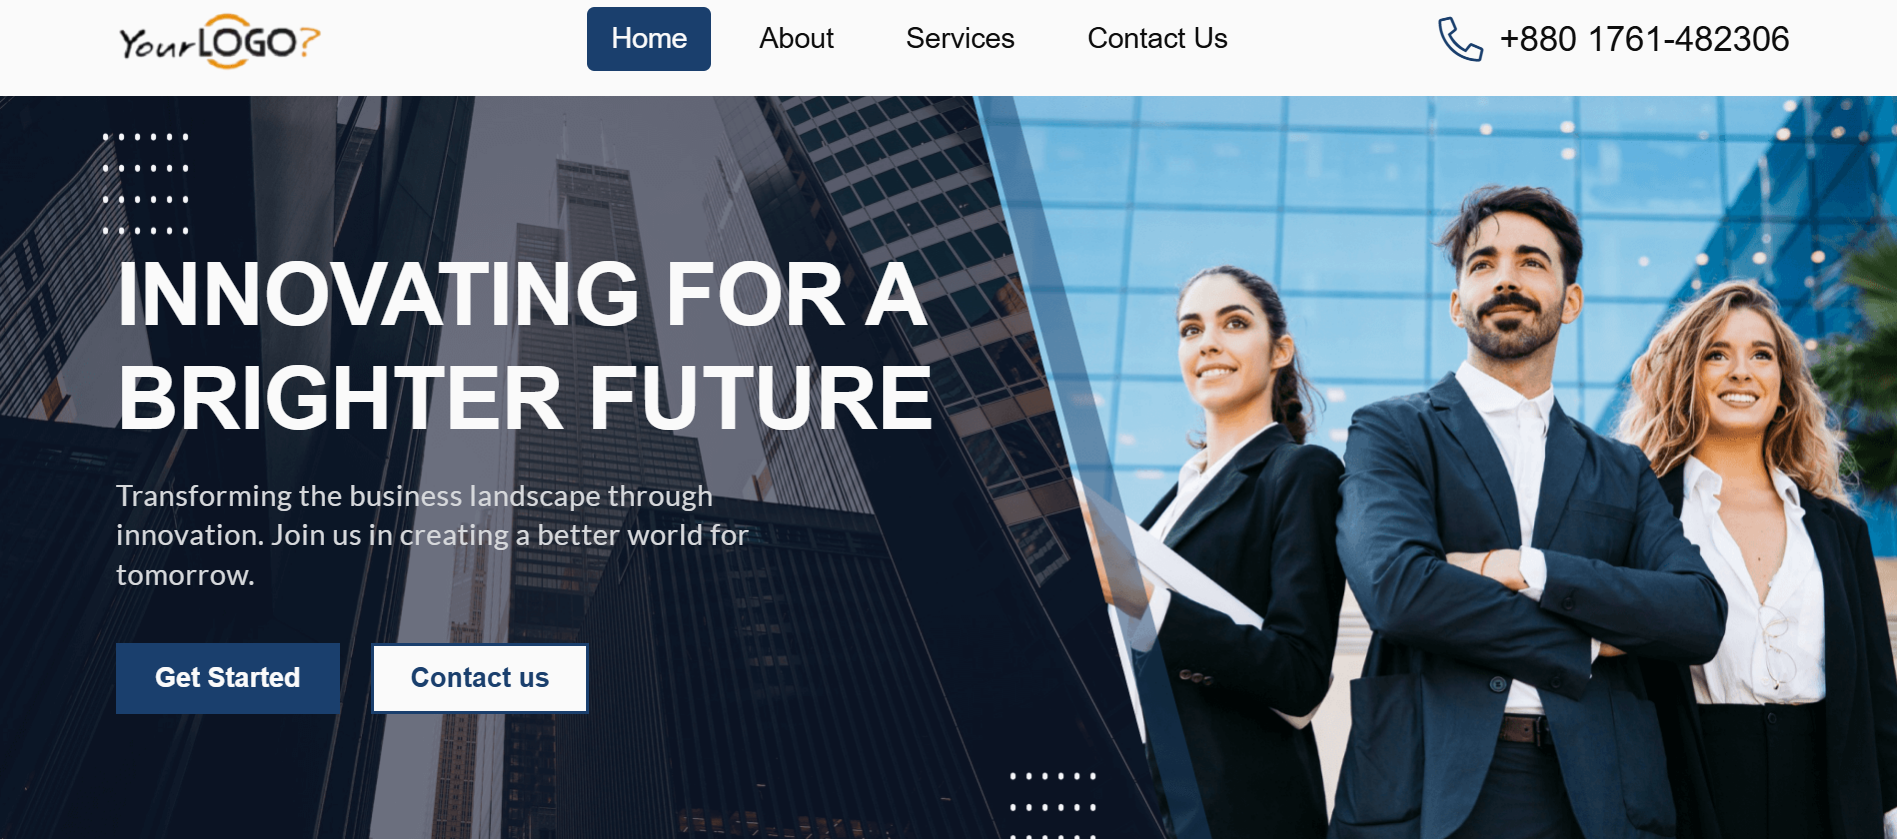 YourLOGO?
Home
About
Services
Contact Us
+880 1761-482306
INNOVATING FOR A
BRIGHTER FUTURE
Transforming the business landscape through
innovation. Join us in creating a better world for
tomorrow.
Get Started
Contact us